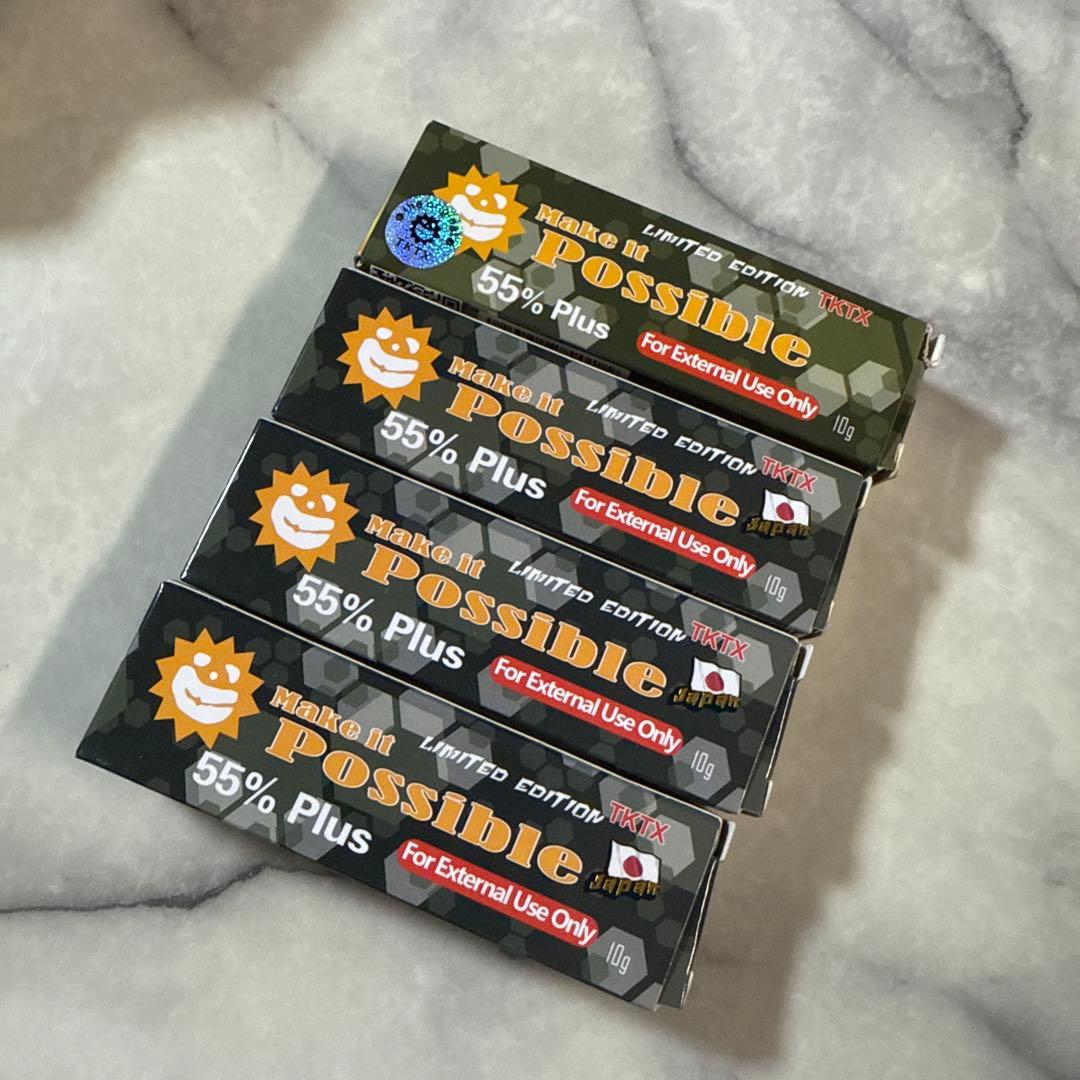 Make it
Possible
LIMITED EDITION TKTX
55% Plus
For External Use Only
10g
TKTX
Make it
Possible
LIMITED EDITION TKTX
55% Plus
For External Use Only
Japan
10g
Make it
Possible
LIMITED EDITION TKTX
55% Plus
For External Use Only
Japan
10g
Make it
Possible
LIMITED EDITION TKTX
55% Plus
For External Use Only
Japan
10g